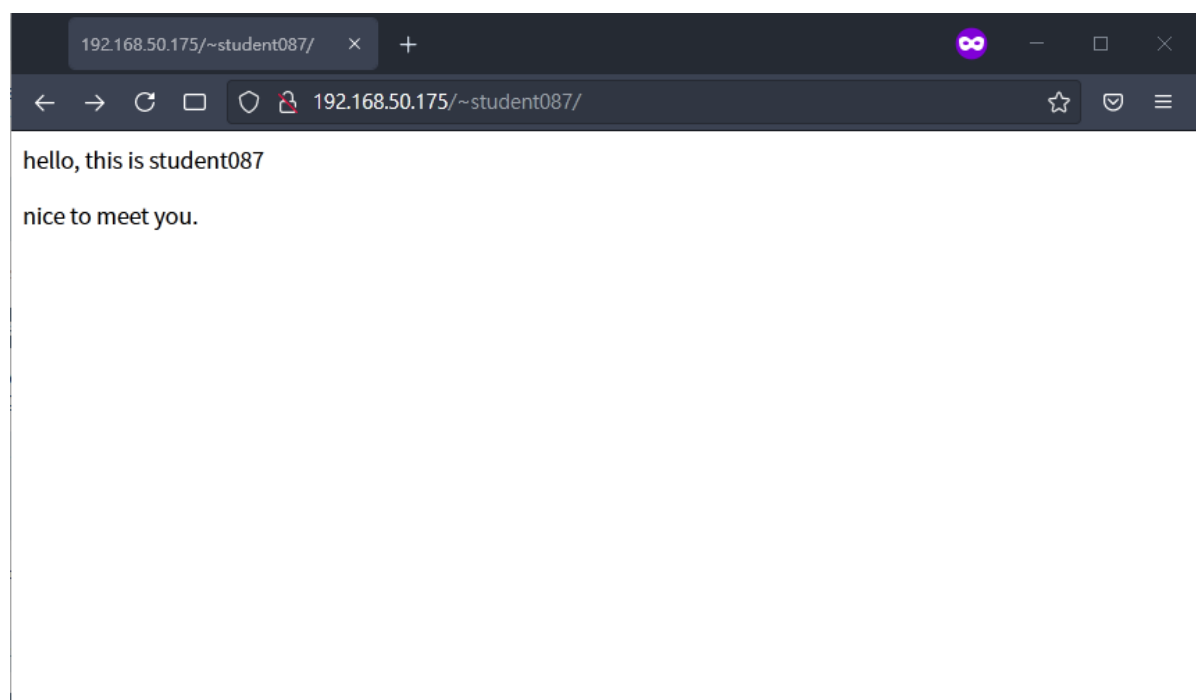 192.168.50.175/~student087/
192.168.50.175/~student087/
hello, this is student087
nice to meet you.